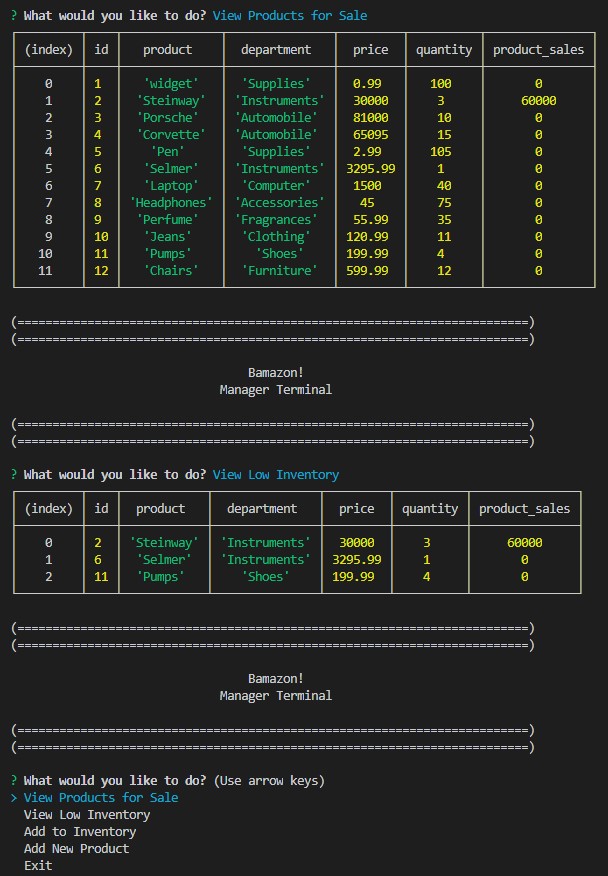 ? What would you like to do? View Products for Sale
(index) id product department price quantity product_sales
0 1 'widget' 'Supplies' 0.99 100 0
1 2 'Steinway' 'Instruments' 30000 3 60000
2 3 'Porsche' 'Automobile' 81000 10 0
3 4 'Corvette' 'Automobile' 65095 15 0
4 5 'Pen' 'Supplies' 2.99 105 0
5 6 'Selmer' 'Instruments' 3295.99 1 0
6 7 'Laptop' 'Computer' 1500 40 0
7 8 'Headphones' 'Accessories' 45 75 0
8 9 'Perfume' 'Fragrances' 55.99 35 0
9 10 'Jeans' 'Clothing' 120.99 11 0
10 11 'Pumps' 'Shoes' 199.99 4 0
11 12 'Chairs' 'Furniture' 599.99 12 0
(=========================================================================)
(=========================================================================)
Bamazon!
Manager Terminal
(=========================================================================)
(=========================================================================)
? What would you like to do? View Low Inventory
(index) id product department price quantity product_sales
0 2 'Steinway' 'Instruments' 30000 3 60000
1 6 'Selmer' 'Instruments' 3295.99 1 0
2 11 'Pumps' 'Shoes' 199.99 4 0
(=========================================================================)
(=========================================================================)
Bamazon!
Manager Terminal
(=========================================================================)
(=========================================================================)
? What would you like to do? (Use arrow keys)
> View Products for Sale
View Low Inventory
Add to Inventory
Add New Product
Exit